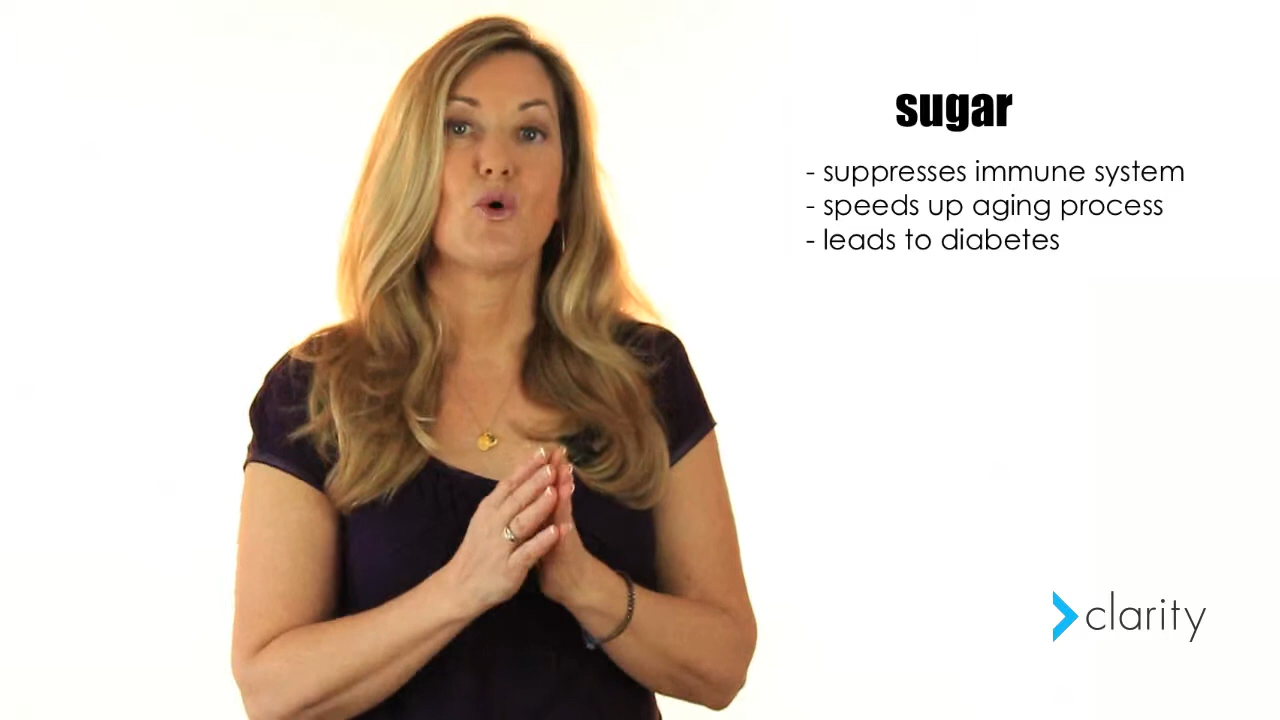 sugar
- suppresses immune system
- speeds up aging process
- leads to diabetes
clarity